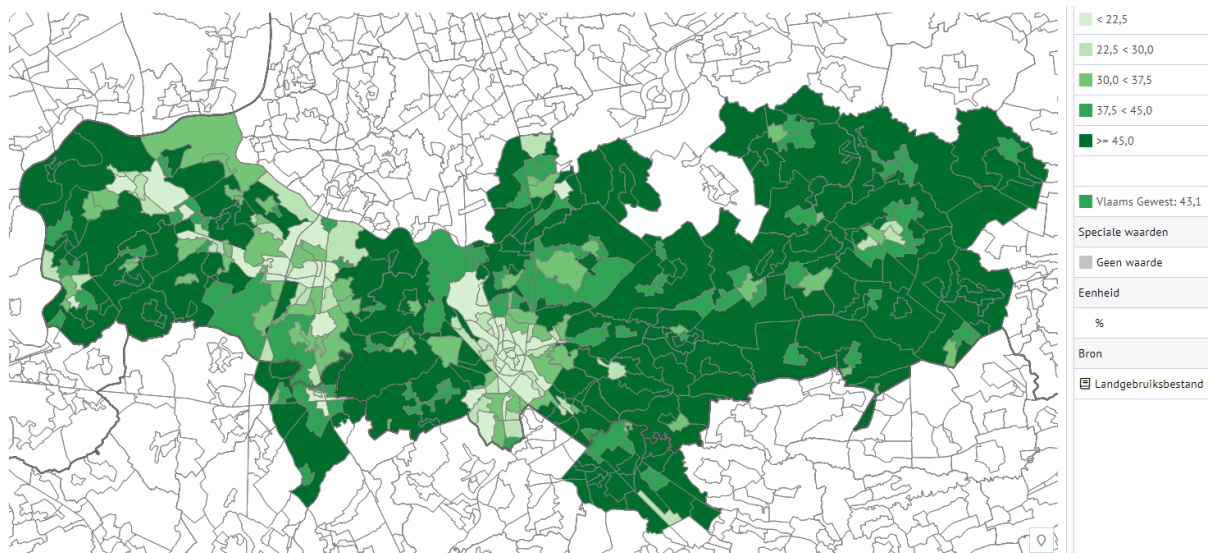 < 22,5
22,5 < 30,0
30,0 < 37,5
37,5 < 45,0
>= 45,0
Vlaams Gewest: 43,1
Speciale waarden
Geen waarde
Eenheid
%
Bron
Landgebruiksbestand